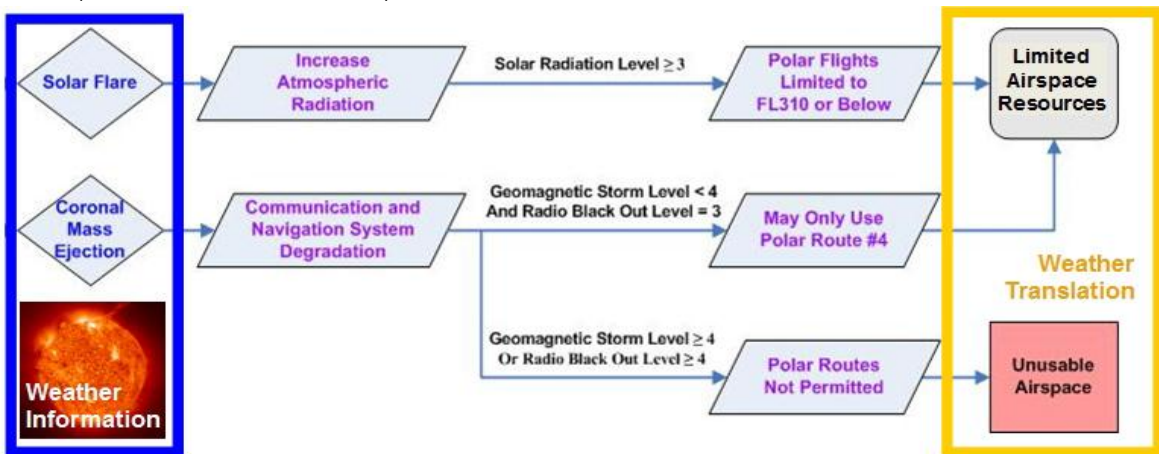 Solar Flare
Increase
Atmospheric
Radiation
Solar Radiation Level ≥ 3
Polar Flights
Limited to
FL310 or Below
Limited
Airspace
Resources
Coronal
Mass
Ejection
Communication and
Navigation System
Degradation
Geomagnetic Storm Level < 4
And Radio Black Out Level = 3
May Only Use
Polar Route #4
Weather
Translation
Weather
Information
Geomagnetic Storm Level ≥ 4
Or Radio Black Out Level ≥ 4
Polar Routes
Not Permitted
Unusable
Airspace